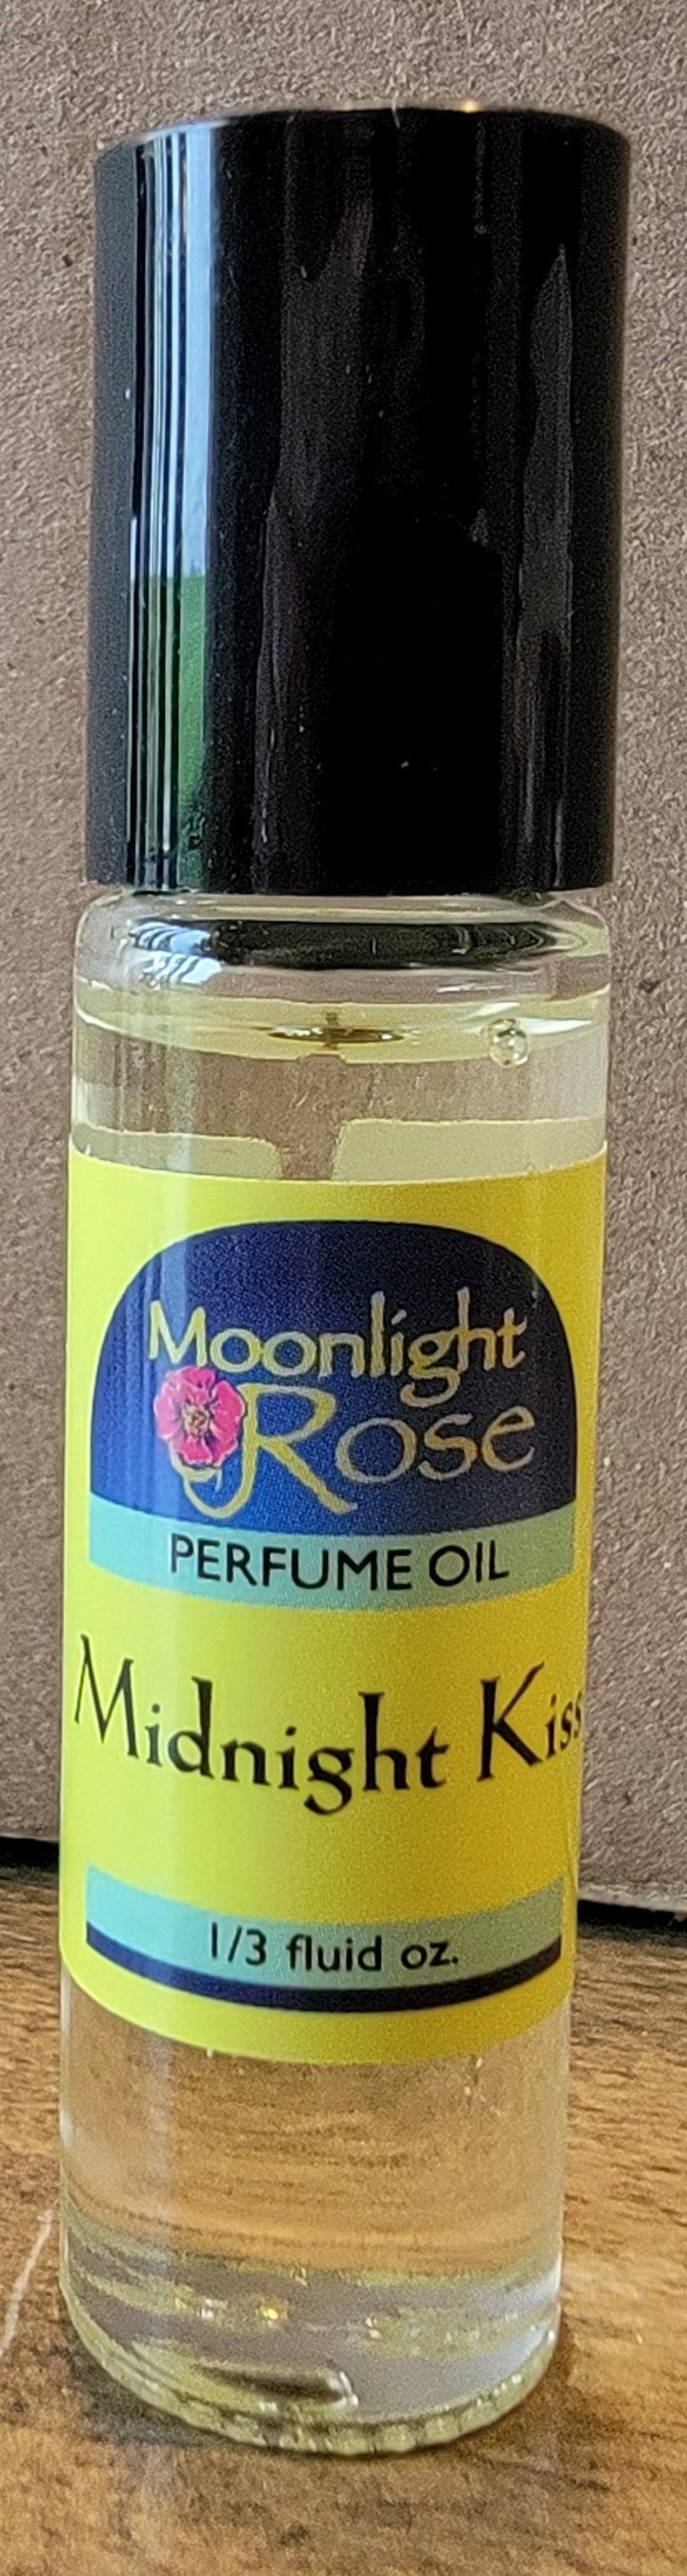 Moonlight
Rose
PERFUME OIL
Midnight Kiss
1/3 fluid oz.